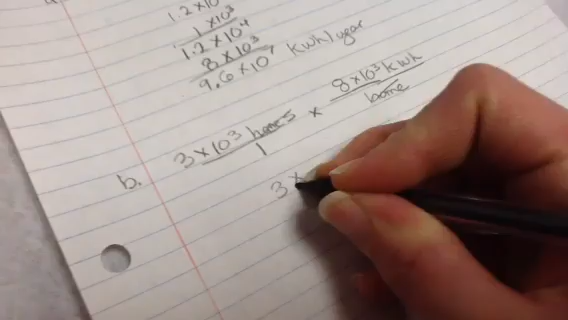 1.2 × 10
1 × 10³
1.2 × 10⁴
8 × 10³
9.6 × 10⁷ kwh/year
3 × 10³ homes × 8 × 10³ kwh
b. 1 home
3 ×